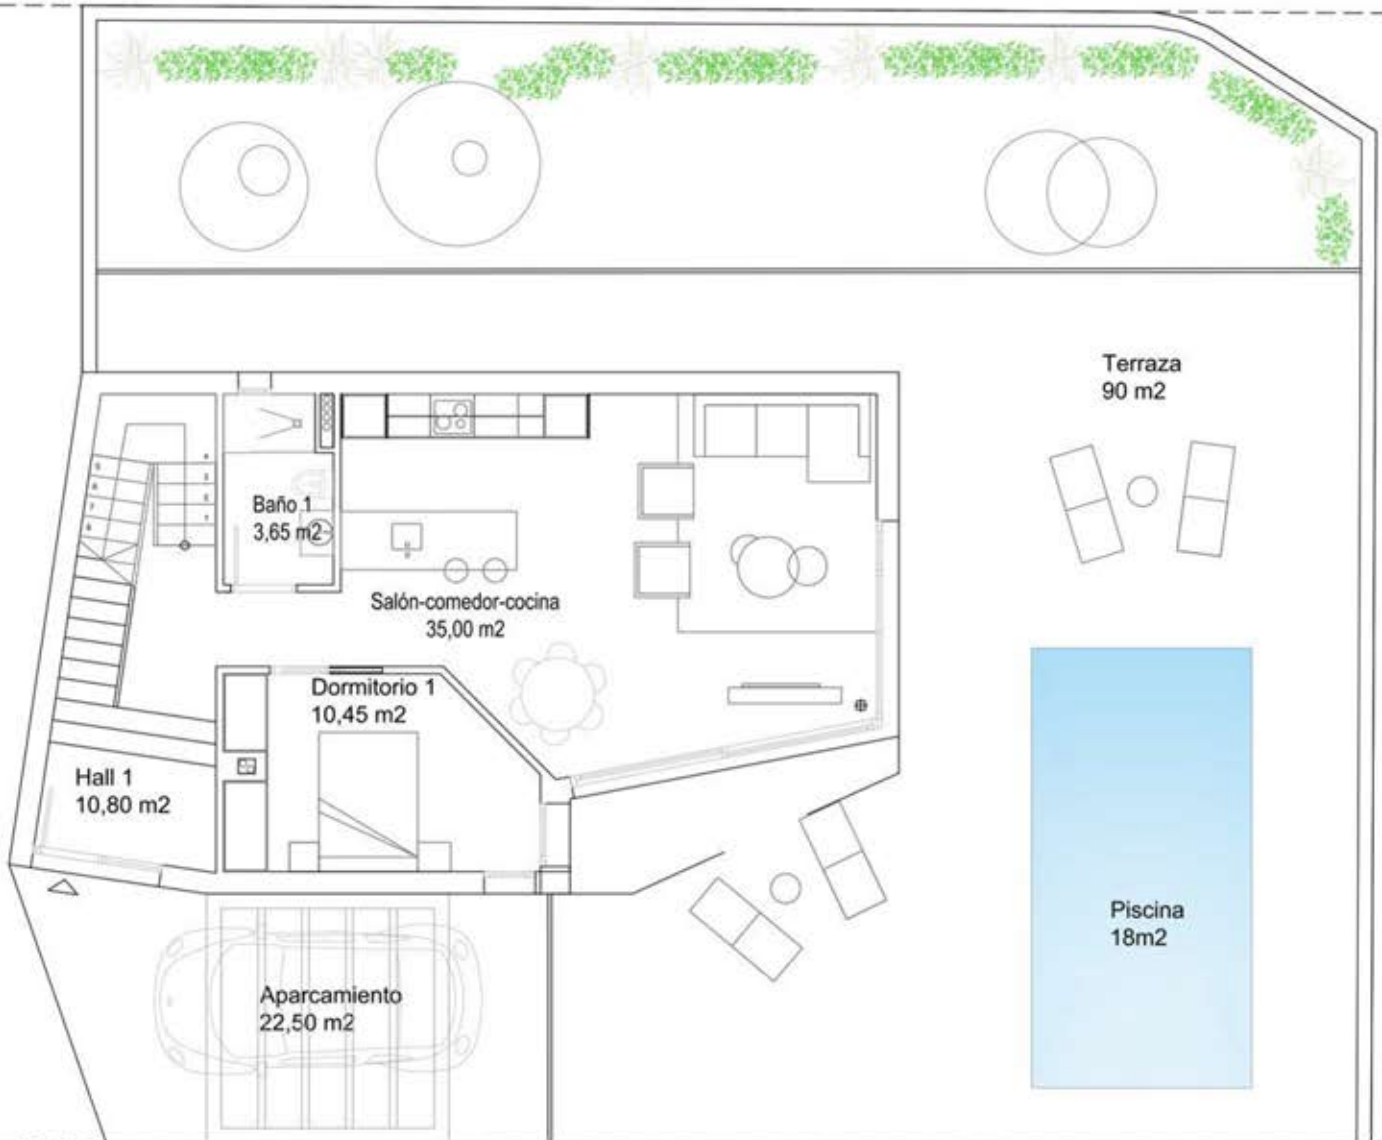 Terraza
90 m2
Baño 1
3,65 m2
Salón-comedor-cocina
35,00 m2
Dormitorio 1
10,45 m2
Hall 1
10,80 m2
Piscina
18m2
Aparcamiento
22,50 m2